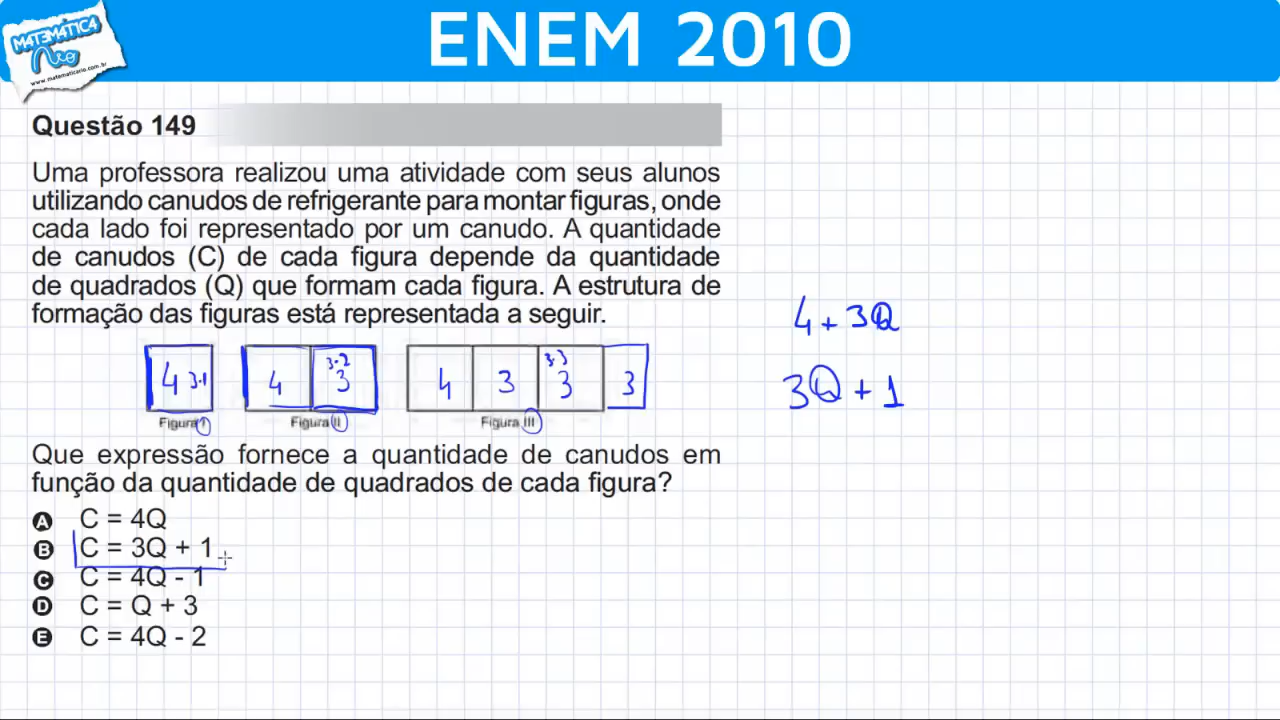 MATEMÁTICA
Rio
www.matematicario.com.br
ENEM 2010
Questão 149
Uma professora realizou uma atividade com seus alunos
utilizando canudos de refrigerante para montar figuras, onde
cada lado foi representado por um canudo. A quantidade
de canudos (C) de cada figura depende da quantidade
de quadrados (Q) que formam cada figura. A estrutura de
formação das figuras está representada a seguir.
4 3·1
4 3·2 3
4 3 3·3 3 3
Figura I
Figura II
Figura III
4 + 3Q
3Q + 1
Que expressão fornece a quantidade de canudos em
função da quantidade de quadrados de cada figura?
A C = 4Q
B C = 3Q + 1
C C = 4Q - 1
D C = Q + 3
E C = 4Q - 2